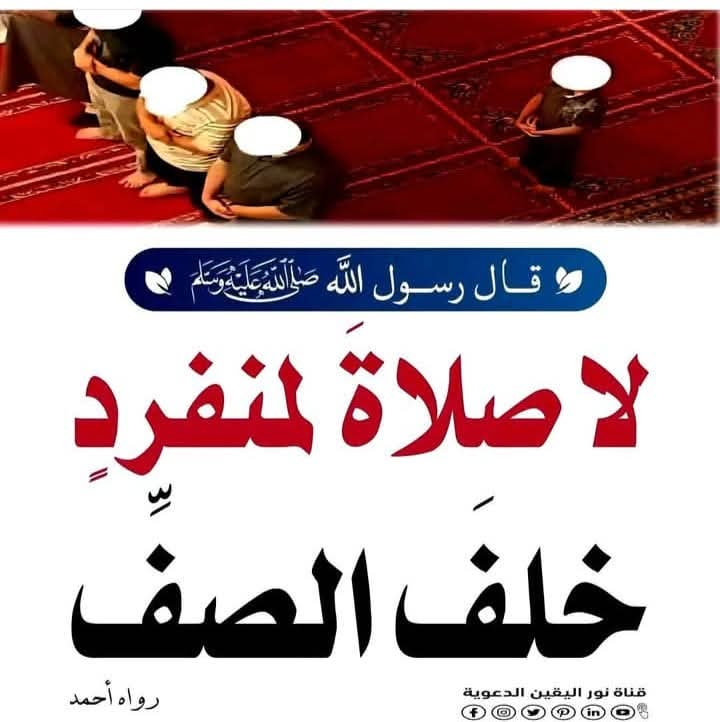 قال رسول الله صلى الله عليه وسلم
لا صلاةَ لمنفردٍ
خلفَ الصفِّ
رواه أحمد
قناة نور اليقين الدعوية